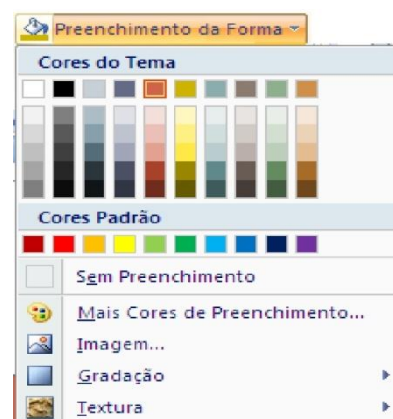 Preenchimento da Forma
Cores do Tema
Cores Padrão
Sem Preenchimento
Mais Cores de Preenchimento...
Imagem...
Gradação
Textura